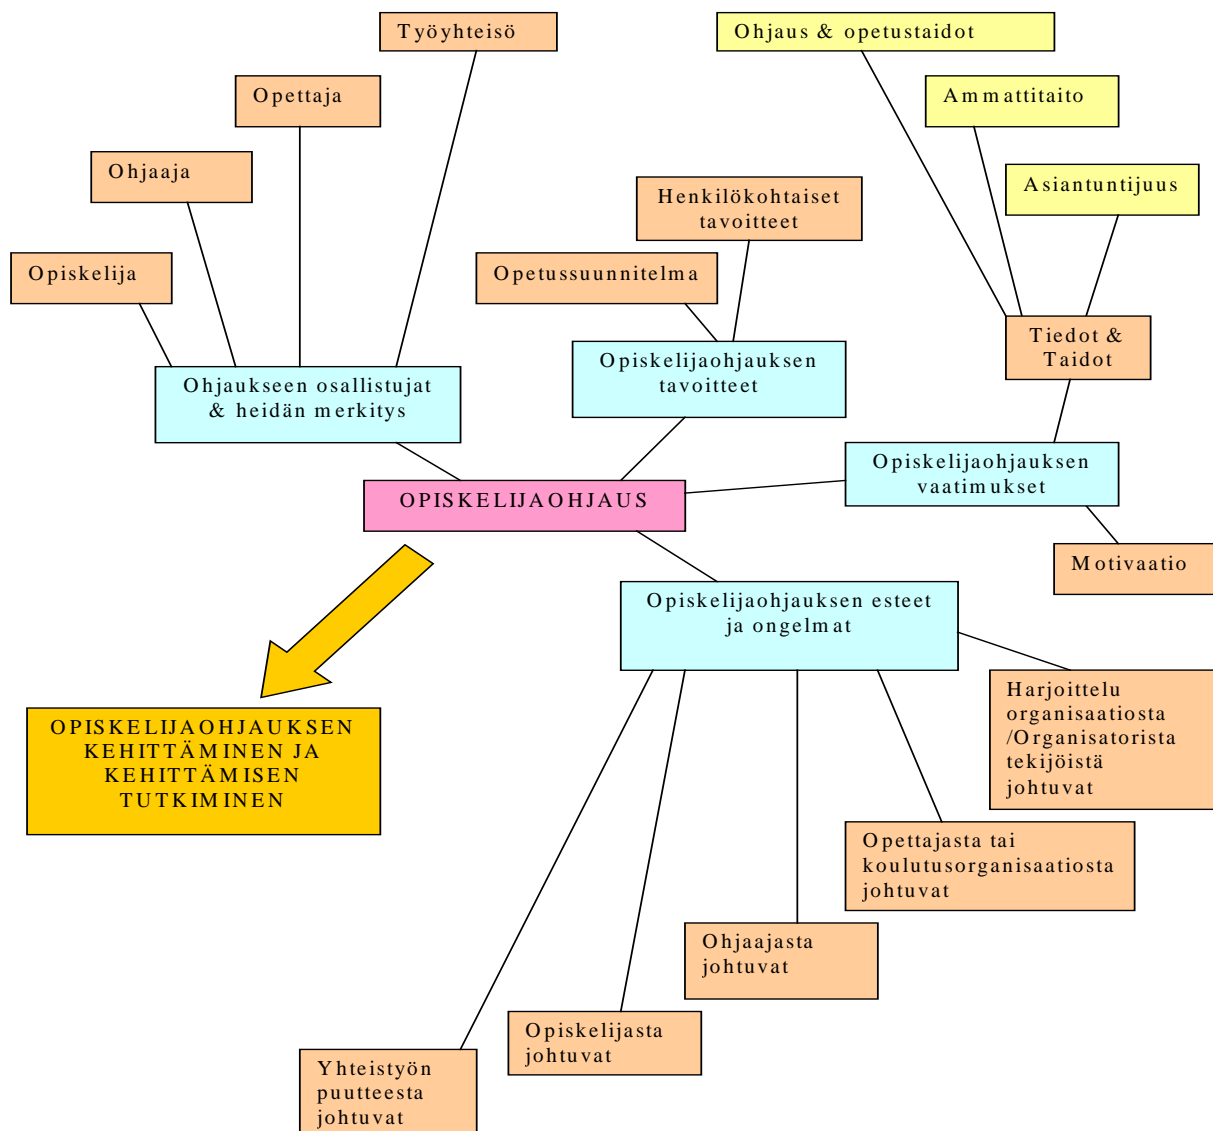 Työyhteisö
Ohjaus & opetustaidot
Opettaja
Ammattitaito
Ohjaaja
Asiantuntijuus
Henkilökohtaiset
tavoitteet
Opiskelija
Opetussuunnitelma
Tiedot &
Taidot
Ohjaukseen osallistujat
& heidän merkitys
Opiskelijaohjauksen
tavoitteet
Opiskelijaohjauksen
vaatimukset
OPISKELIJAOHJAUS
Motivaatio
Opiskelijaohjauksen esteet
ja ongelmat
OPISKELIJAOHJAUKSEN
KEHITTÄMINEN JA
KEHITTÄMISEN
TUTKIMINEN
Harjoittelu
organisaatiosta
/Organisatorista
tekijöistä
johtuvat
Opettajasta tai
koulutusorganisaatiosta
johtuvat
Ohjaajasta
johtuvat
Opiskelijasta
johtuvat
Yhteistyön
puutteesta
johtuvat